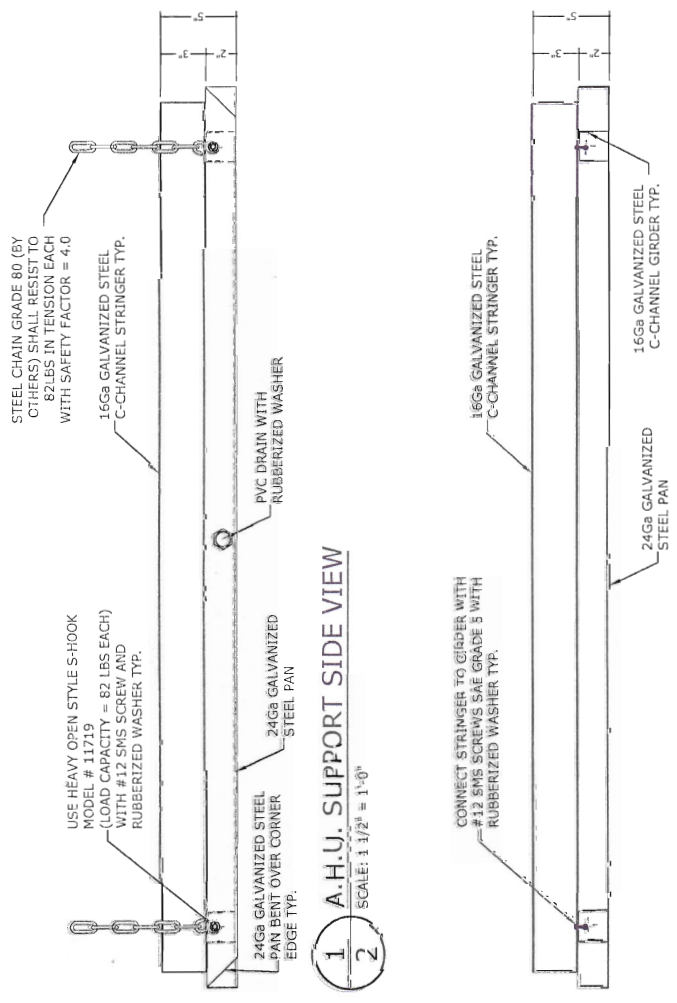 USE HEAVY OPEN STYLE S-HOOK
MODEL # 11719
(LOAD CAPACITY = 82 LBS EACH)
WITH #12 SMS SCREW AND
RUBBERIZED WASHER TYP.
STEEL CHAIN GRADE 80 (BY
OTHERS) SHALL RESIST TO
82LBS IN TENSION EACH
WITH SAFETY FACTOR = 4.0
16Ga GALVANIZED STEEL
C-CHANNEL STRINGER TYP.
3"
2"
5"
24Ga GALVANIZED STEEL
PAN BENT OVER CORNER
EDGE TYP.
24Ga GALVANIZED
STEEL PAN
PVC DRAIN WITH
RUBBERIZED WASHER
1
2
A.H.U. SUPPORT SIDE VIEW
SCALE: 1 1/2" = 1'-0"
CONNECT STRINGER TO GIRDER WITH
#12 SMS SCREWS SAE GRADE 5 WITH
RUBBERIZED WASHER TYP.
16Ga GALVANIZED STEEL
C-CHANNEL STRINGER TYP.
3"
2"
5"
24Ga GALVANIZED
STEEL PAN
16Ga GALVANIZED STEEL
C-CHANNEL GIRDER TYP.